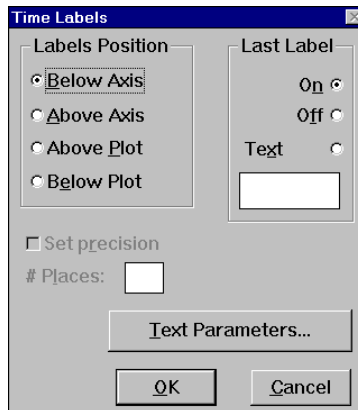 Time Labels
Labels Position
Below Axis
Above Axis
Above Plot
Below Plot
Last Label
On
Off
Text
Set precision
# Places:
Text Parameters...
OK
Cancel